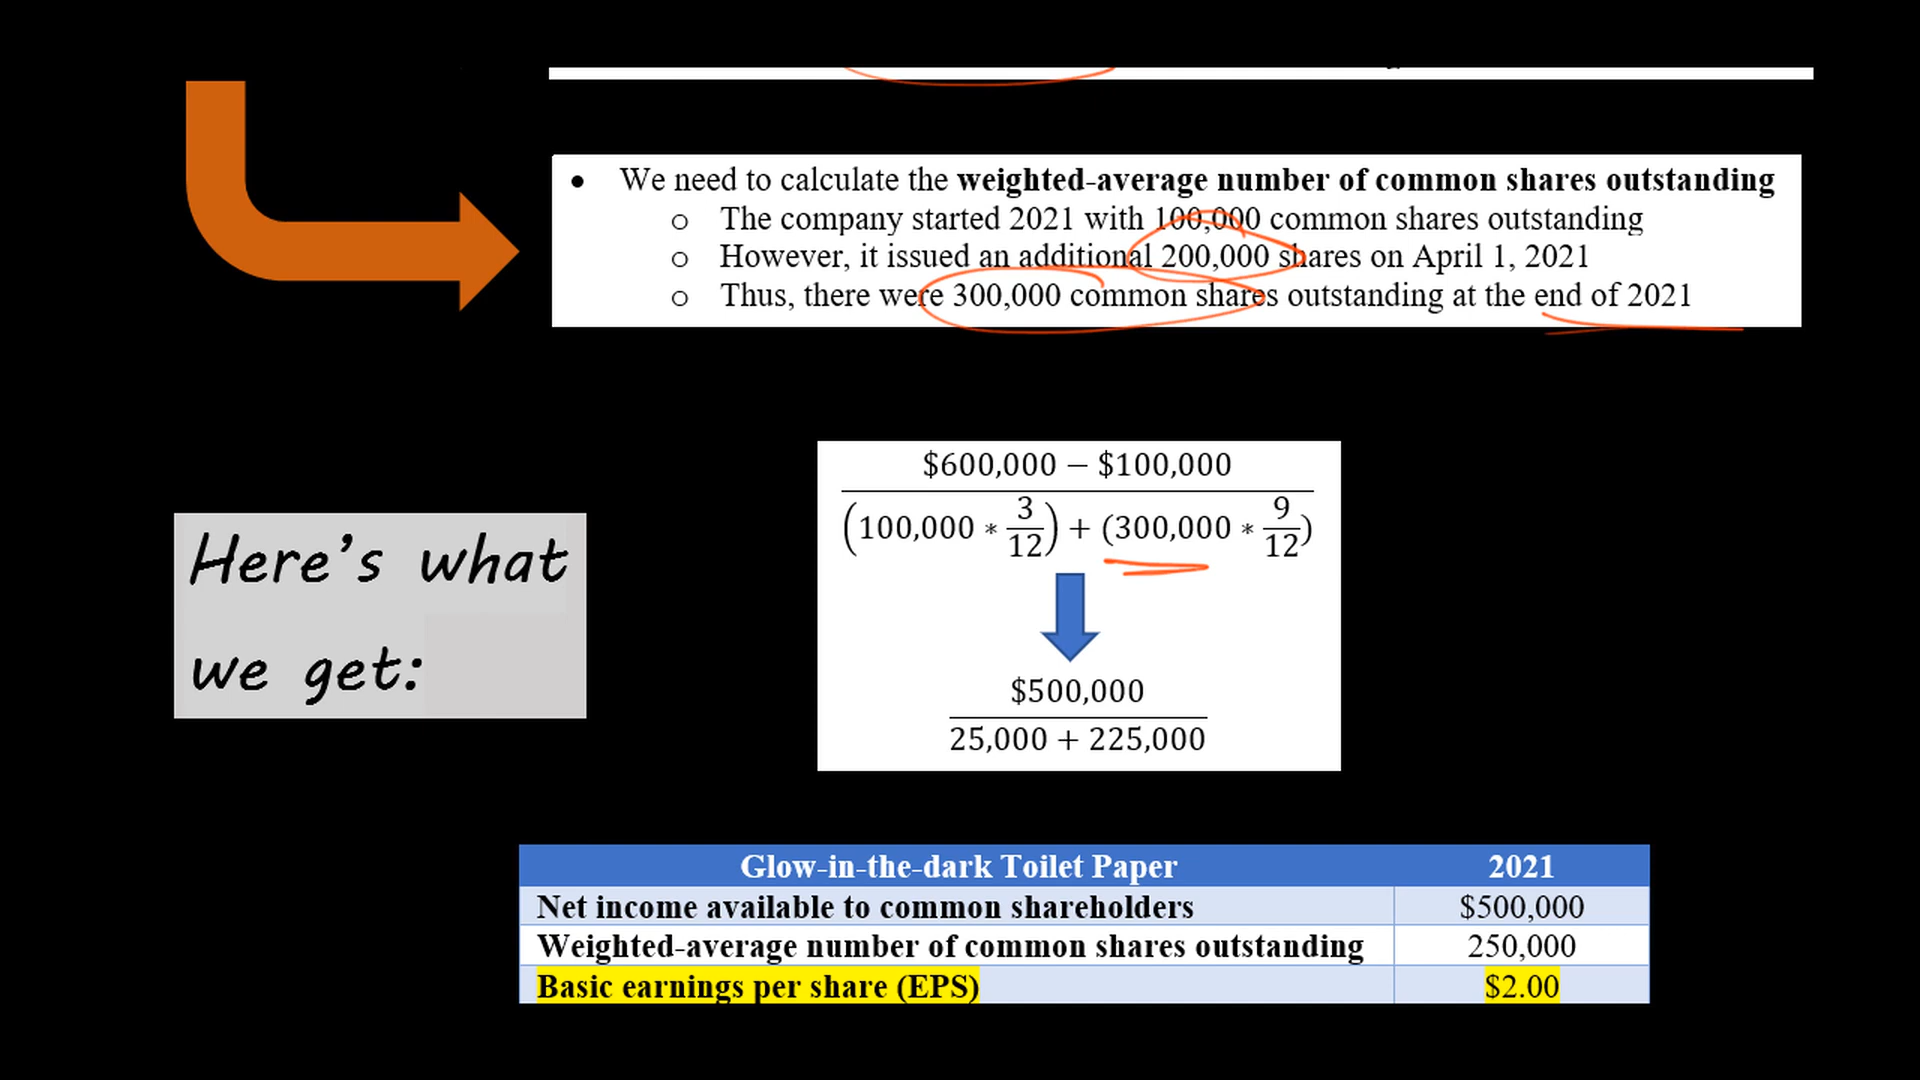 • We need to calculate the weighted-average number of common shares outstanding
o The company started 2021 with 100,000 common shares outstanding
o However, it issued an additional 200,000 shares on April 1, 2021
o Thus, there were 300,000 common shares outstanding at the end of 2021
Here's what
we get:
$600,000 − $100,000
(100,000 * 3/12) + (300,000 * 9/12)
$500,000
25,000 + 225,000
Glow-in-the-dark Toilet Paper 2021
Net income available to common shareholders $500,000
Weighted-average number of common shares outstanding 250,000
Basic earnings per share (EPS) $2.00